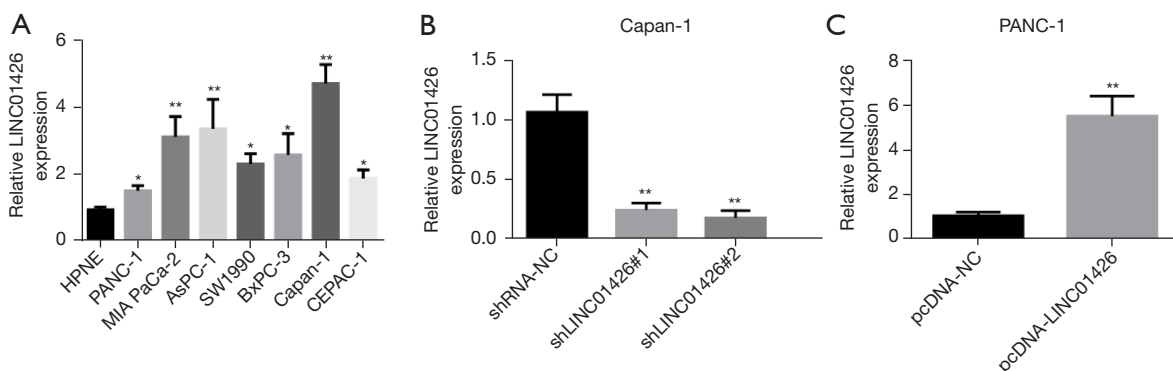 A
Relative LINC01426
expression
6
4
2
0
*
**
**
*
*
**
*
HPNE
PANC-1
MIA PaCa-2
AsPC-1
SW1990
BxPC-3
Capan-1
CEPAC-1
B
Capan-1
Relative LINC01426
expression
1.5
1.0
0.5
0.0
**
**
shRNA-NC
shLINC01426#1
shLINC01426#2
C
PANC-1
Relative LINC01426
expression
8
6
4
2
0
**
pcDNA-NC
pcDNA-LINC01426